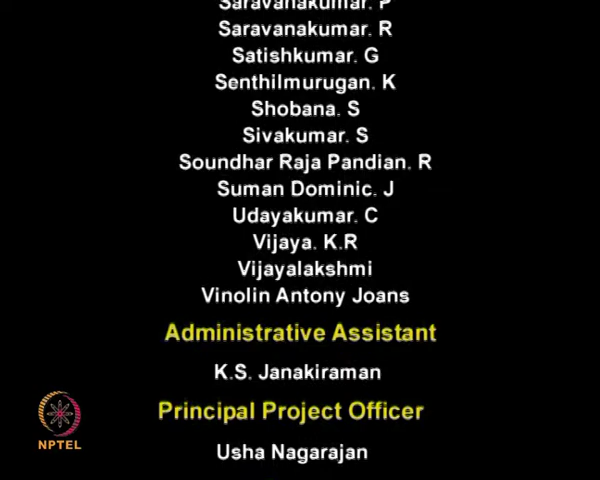 Saravanakumar. P
Saravanakumar. R
Satishkumar. G
Senthilmurugan. K
Shobana. S
Sivakumar. S
Soundhar Raja Pandian. R
Suman Dominic. J
Udayakumar. C
Vijaya. K.R
Vijayalakshmi
Vinolin Antony Joans
Administrative Assistant
K.S. Janakiraman
Principal Project Officer
Usha Nagarajan
NPTEL